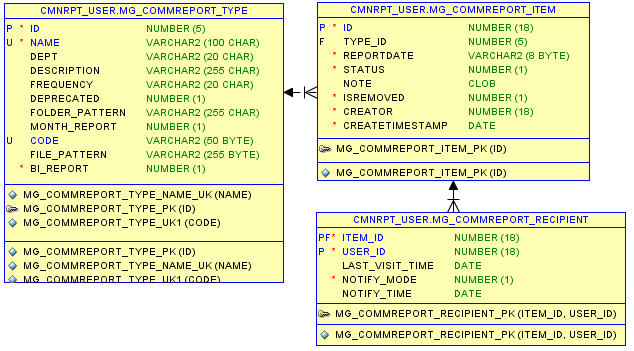 CMNRPT_USER.MG_COMMREPORT_TYPE
P * ID NUMBER (5)
U * NAME VARCHAR2 (100 CHAR)
DEPT VARCHAR2 (20 CHAR)
DESCRIPTION VARCHAR2 (255 CHAR)
FREQUENCY VARCHAR2 (20 CHAR)
DEPRECATED NUMBER (1)
FOLDER_PATTERN VARCHAR2 (255 CHAR)
MONTH_REPORT NUMBER (1)
U CODE VARCHAR2 (50 BYTE)
FILE_PATTERN VARCHAR2 (255 BYTE)
* BI_REPORT NUMBER (1)
MG_COMMREPORT_TYPE_NAME_UK (NAME)
MG_COMMREPORT_TYPE_PK (ID)
MG_COMMREPORT_TYPE_UK1 (CODE)
MG_COMMREPORT_TYPE_PK (ID)
MG_COMMREPORT_TYPE_NAME_UK (NAME)
MG_COMMREPORT_TYPE_UK1 (CODE)
CMNRPT_USER.MG_COMMREPORT_ITEM
P * ID NUMBER (18)
F TYPE_ID NUMBER (5)
* REPORTDATE VARCHAR2 (8 BYTE)
* STATUS NUMBER (1)
NOTE CLOB
* ISREMOVED NUMBER (1)
* CREATOR NUMBER (18)
* CREATETIMESTAMP DATE
MG_COMMREPORT_ITEM_PK (ID)
MG_COMMREPORT_ITEM_PK (ID)
CMNRPT_USER.MG_COMMREPORT_RECIPIENT
PF* ITEM_ID NUMBER (18)
P * USER_ID NUMBER (18)
LAST_VISIT_TIME DATE
* NOTIFY_MODE NUMBER (1)
NOTIFY_TIME DATE
MG_COMMREPORT_RECIPIENT_PK (ITEM_ID, USER_ID)
MG_COMMREPORT_RECIPIENT_PK (ITEM_ID, USER_ID)